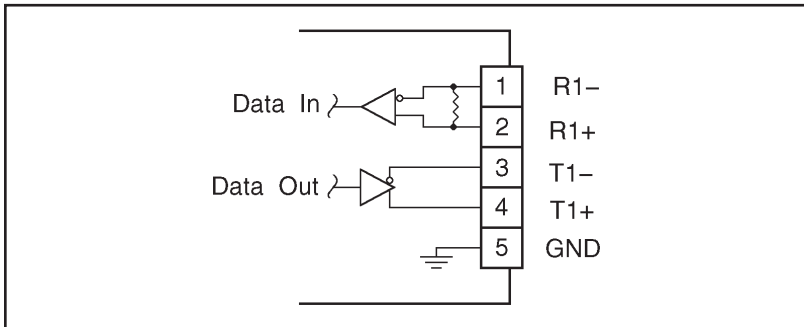 Data In
1 R1–
2 R1+
Data Out
3 T1–
4 T1+
5 GND